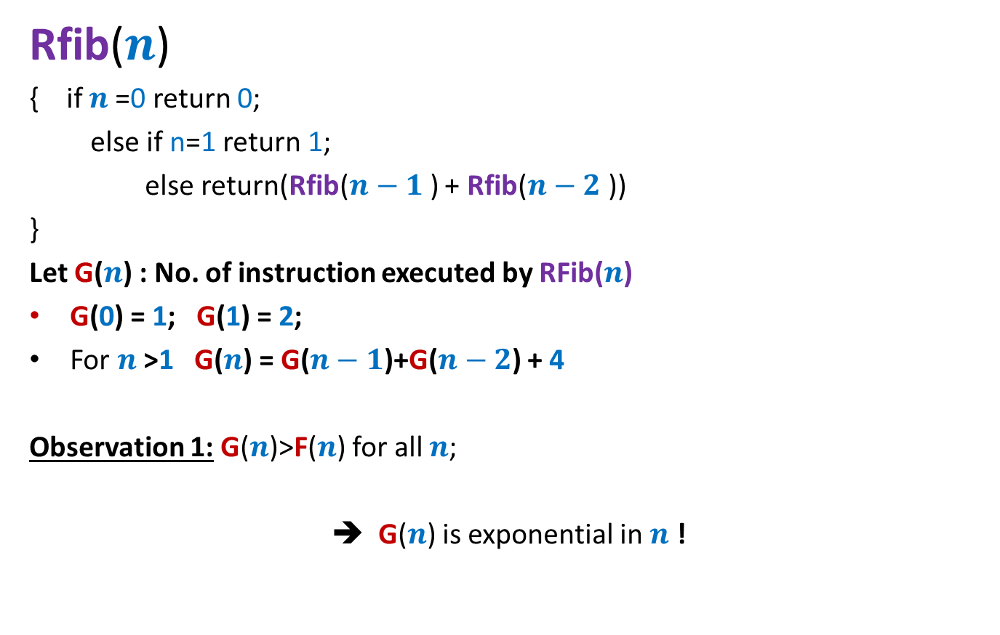 Rfib(n)
{ if n =0 return 0;
else if n=1 return 1;
else return(Rfib(n − 1 ) + Rfib(n − 2 ))
}
Let G(n) : No. of instruction executed by RFib(n)
• G(0) = 1; G(1) = 2;
• For n >1 G(n) = G(n − 1)+G(n − 2) + 4
Observation 1: G(n)>F(n) for all n;
➔ G(n) is exponential in n !